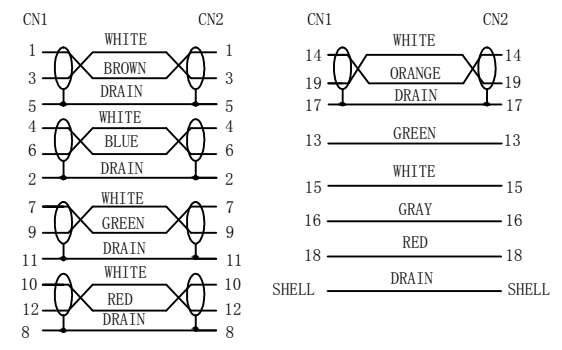 CN1 CN2
1 WHITE 1
3 BROWN 3
DRAIN
5 5
4 WHITE 4
6 BLUE 6
DRAIN
2 2
7 WHITE 7
9 GREEN 9
DRAIN
11 11
WHITE
10 10
RED
12 12
DRAIN
8 8
CN1 CN2
WHITE
14 14
ORANGE
19 19
DRAIN
17 17
GREEN
13 13
WHITE
15 15
GRAY
16 16
RED
18 18
DRAIN
SHELL SHELL